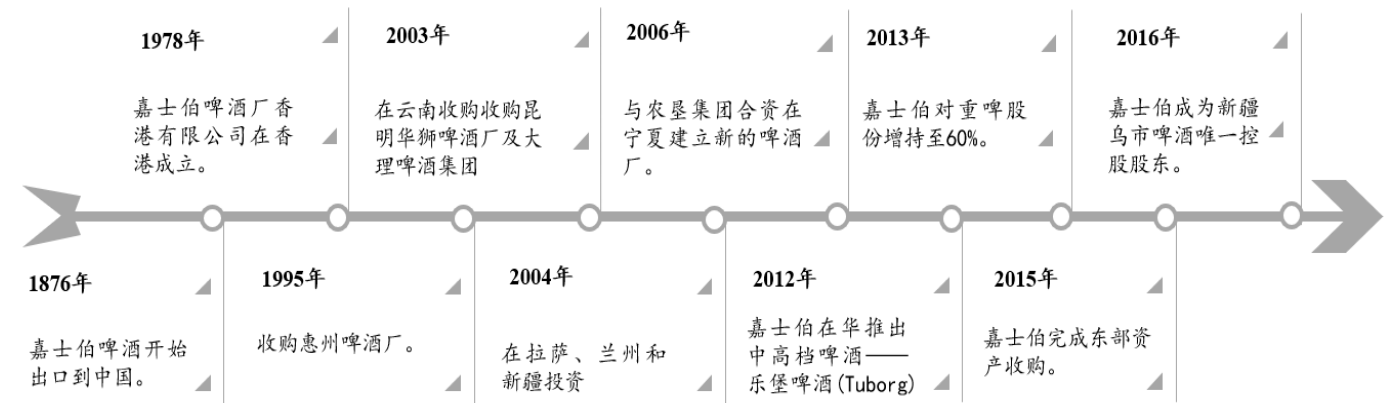 1978年
嘉士伯啤酒厂香
港有限公司在香
港成立。
2003年
在云南收购收购昆
明华狮啤酒厂及大
理啤酒集团
2006年
与农垦集团合资在
宁夏建立新的啤酒
厂。
2013年
嘉士伯对重啤股
份增持至60%。
2016年
嘉士伯成为新疆
乌市啤酒唯一控
股股东。
1876年
嘉士伯啤酒开始
出口到中国。
1995年
收购惠州啤酒厂。
2004年
在拉萨、兰州和
新疆投资
2012年
嘉士伯在华推出
中高档啤酒——
乐堡啤酒(Tuborg)
2015年
嘉士伯完成东部资
产收购。